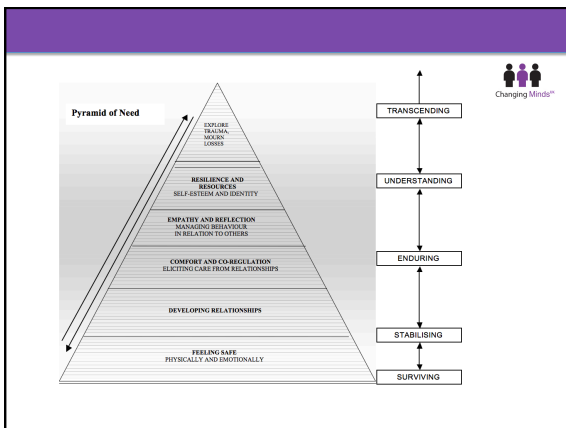 Pyramid of Need
EXPLORE
TRAUMA,
MOURN
LOSSES
RESILIENCE AND
RESOURCES
SELF-ESTEEM AND IDENTITY
EMPATHY AND REFLECTION
MANAGING BEHAVIOUR
IN RELATION TO OTHERS
COMFORT AND CO-REGULATION
ELICITING CARE FROM RELATIONSHIPS
DEVELOPING RELATIONSHIPS
FEELING SAFE
PHYSICALLY AND EMOTIONALLY
TRANSCENDING
UNDERSTANDING
ENDURING
STABILISING
SURVIVING
Changing Minds